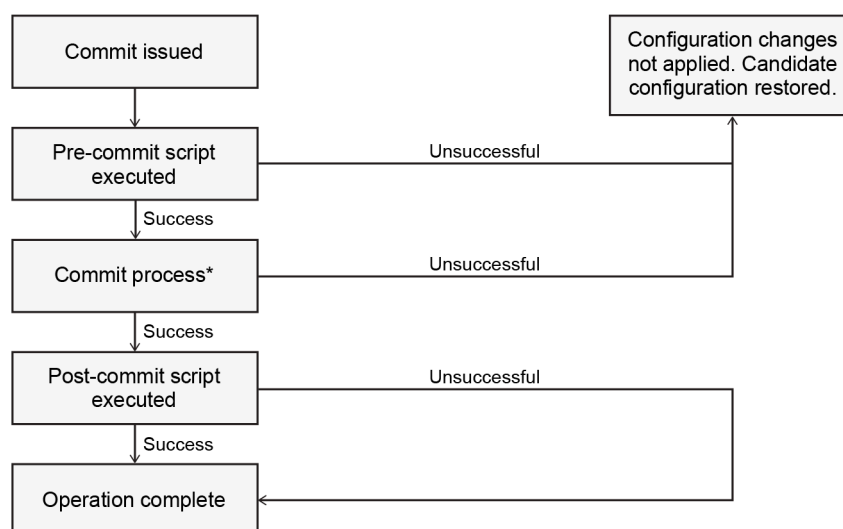 Commit issued
Configuration changes
not applied. Candidate
configuration restored.
Pre-commit script
executed
Unsuccessful
Success
Commit process*
Unsuccessful
Success
Post-commit script
executed
Unsuccessful
Success
Operation complete